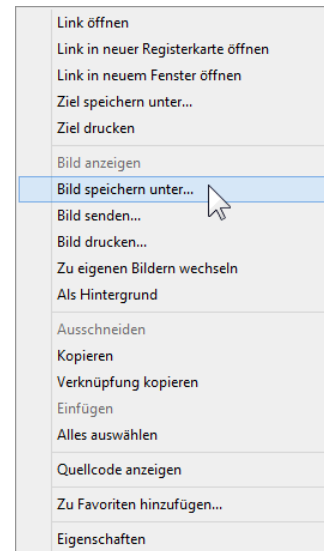 Link öffnen
Link in neuer Registerkarte öffnen
Link in neuem Fenster öffnen
Ziel speichern unter...
Ziel drucken
Bild anzeigen
Bild speichern unter...
Bild senden...
Bild drucken...
Zu eigenen Bildern wechseln
Als Hintergrund
Ausschneiden
Kopieren
Verknüpfung kopieren
Einfügen
Alles auswählen
Quellcode anzeigen
Zu Favoriten hinzufügen...
Eigenschaften